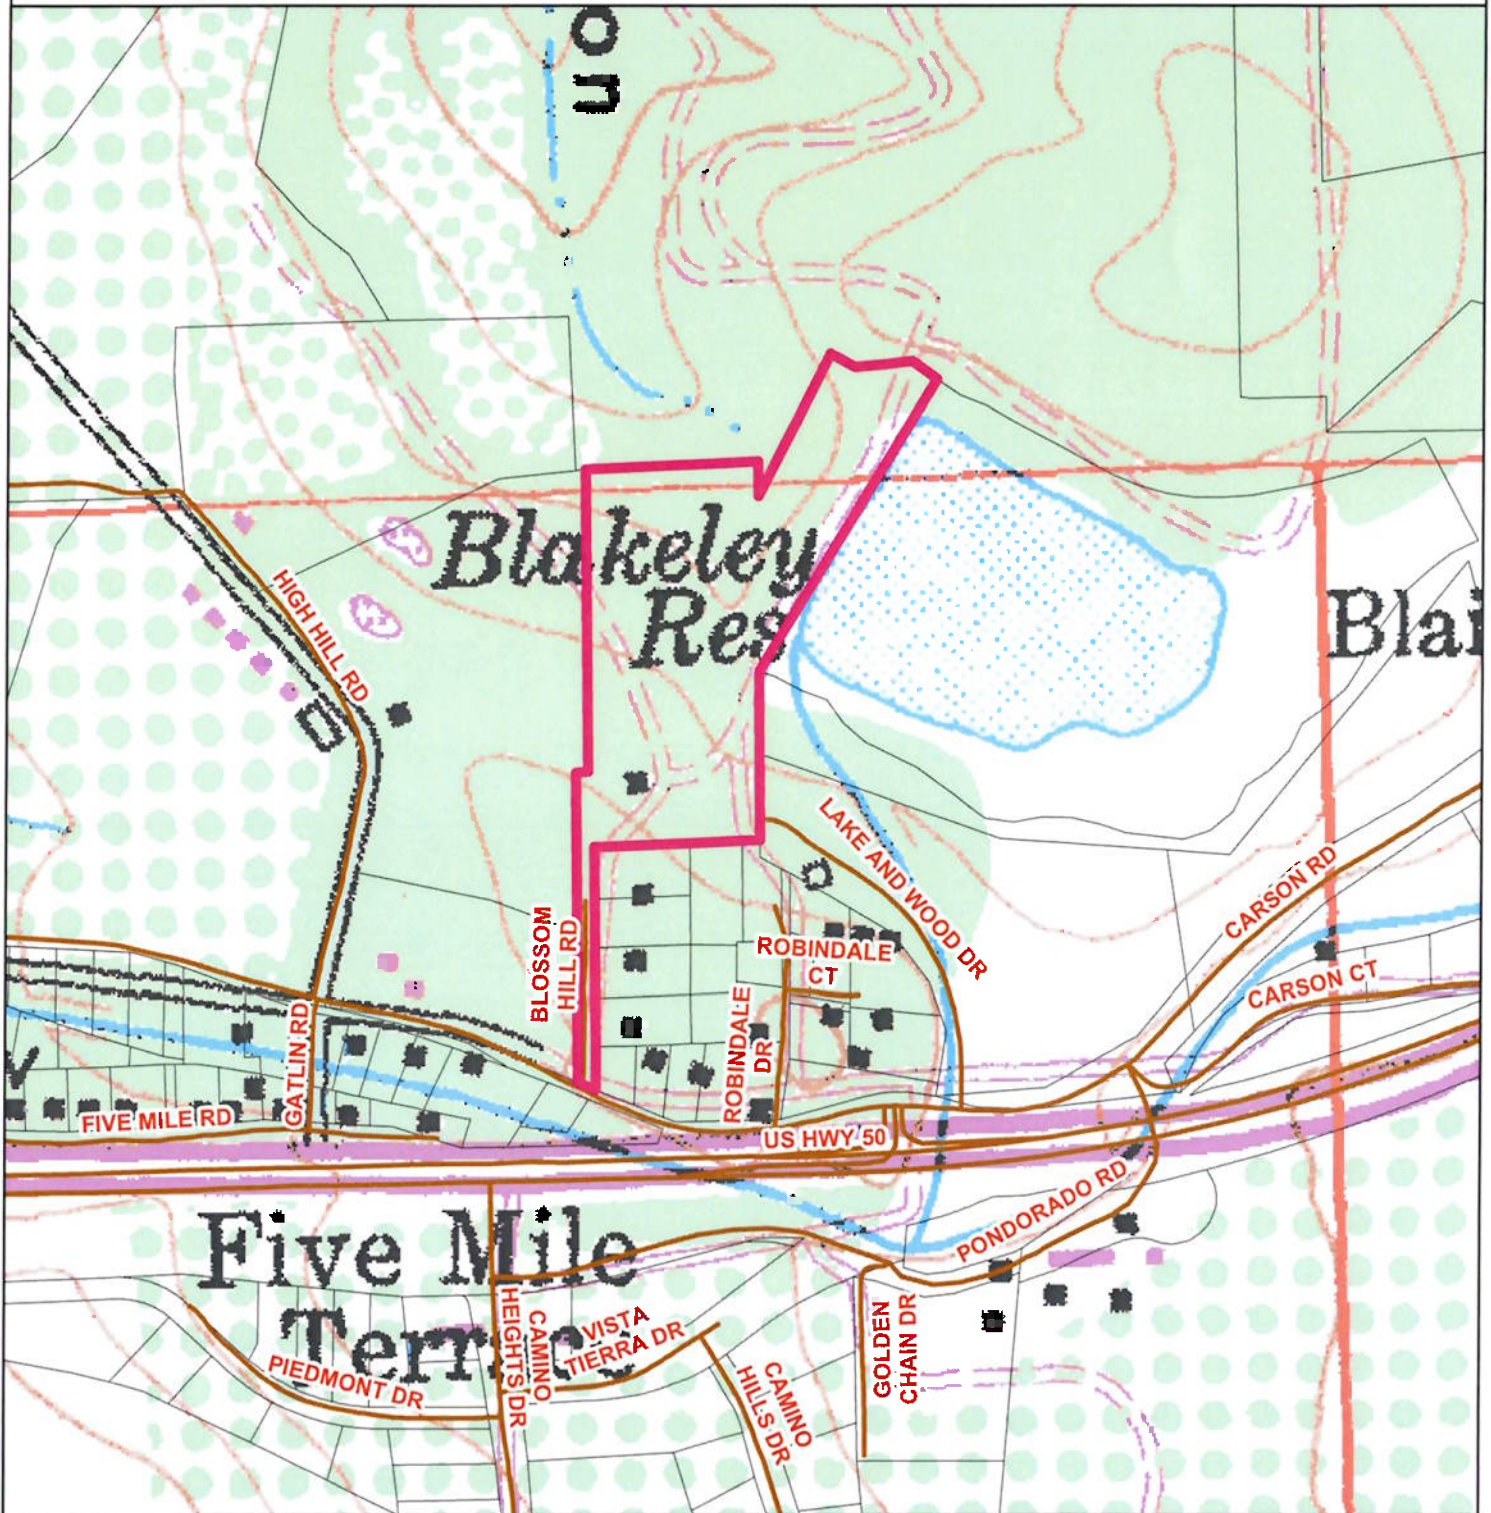 on
Blakeley
Res
Blai
HIGH HILL RD
LAKE AND WOOD DR
CARSON RD
BLOSSOM
HILL RD
ROBINDALE
CT
CARSON CT
ROBINDALE
DR
GATLIN RD
FIVE MILE RD
US HWY 50
PONDORADO RD
Five Mile
Terr
CAMINO
HEIGHTS DR
VISTA
TIERRA DR
PIEDMONT DR
CAMINO
HILLS DR
GOLDEN
CHAIN DR